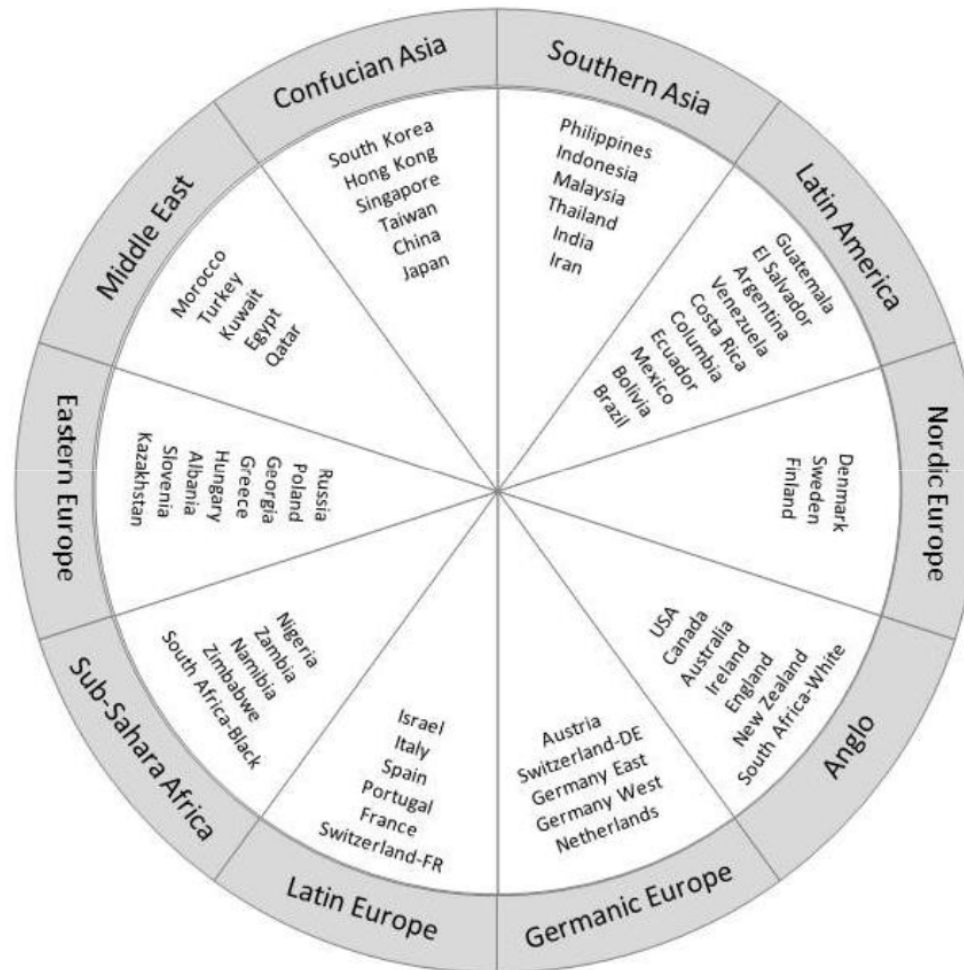 Confucian Asia
South Korea
Hong Kong
Singapore
Taiwan
China
Japan
Southern Asia
Philippines
Indonesia
Malaysia
Thailand
India
Iran
Latin America
Guatemala
El Salvador
Argentina
Venezuela
Costa Rica
Columbia
Ecuador
Mexico
Bolivia
Brazil
Nordic Europe
Denmark
Sweden
Finland
Anglo
USA
Canada
Australia
Ireland
England
New Zealand
South Africa-White
Germanic Europe
Austria
Switzerland-DE
Germany East
Germany West
Netherlands
Latin Europe
Israel
Italy
Spain
Portugal
France
Switzerland-FR
Sub-Sahara Africa
Nigeria
Zambia
Namibia
Zimbabwe
South Africa-Black
Eastern Europe
Russia
Poland
Georgia
Greece
Hungary
Albania
Slovenia
Kazakhstan
Middle East
Morocco
Turkey
Kuwait
Egypt
Qatar